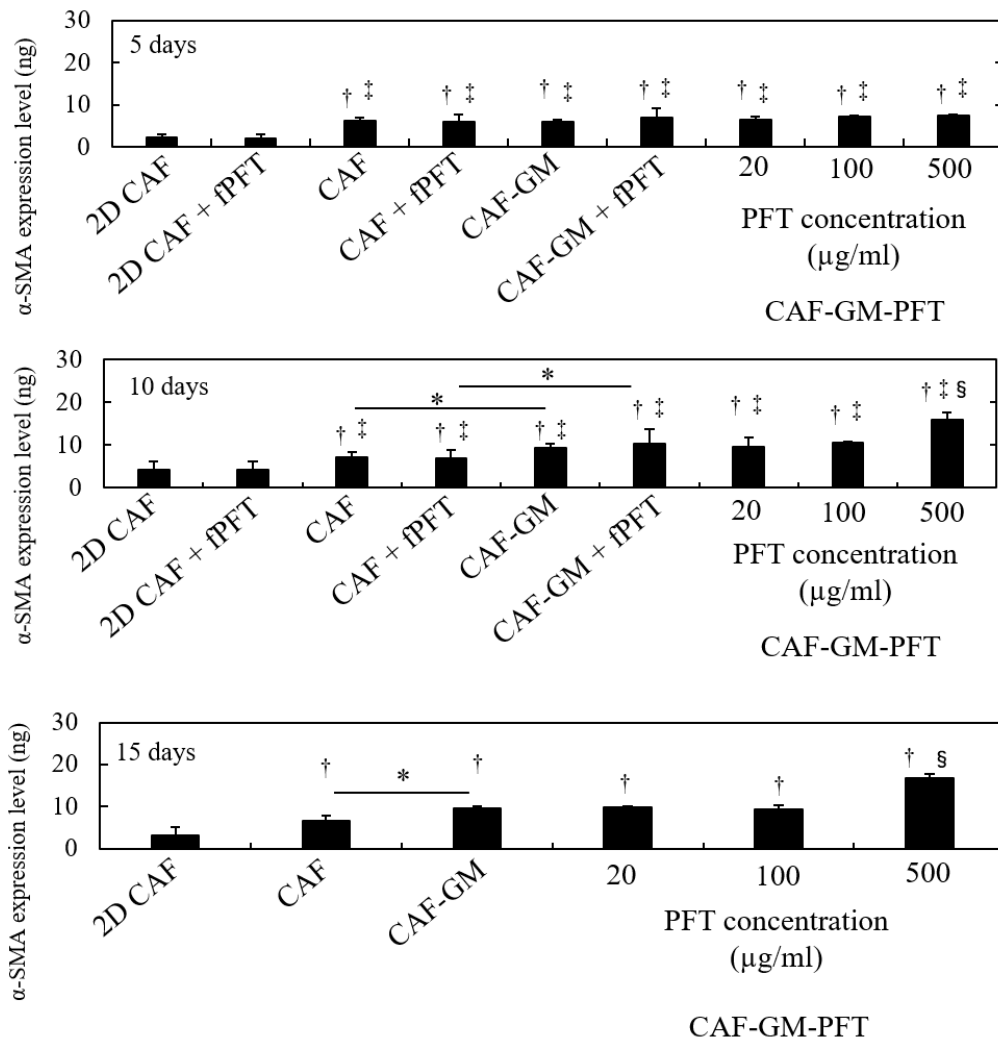 α-SMA expression level (ng)
30
20
10
0
5 days
† ‡
† ‡
† ‡
† ‡
† ‡
† ‡
† ‡
2D CAF
2D CAF + fPFT
CAF
CAF + fPFT
CAF-GM
CAF-GM + fPFT
20
100
500
PFT concentration
(µg/ml)
CAF-GM-PFT
α-SMA expression level (ng)
30
20
10
0
10 days
*
*
† ‡
† ‡
† ‡
† ‡
† ‡
† ‡
† ‡ §
2D CAF
2D CAF + fPFT
CAF
CAF + fPFT
CAF-GM
CAF-GM + fPFT
20
100
500
PFT concentration
(µg/ml)
CAF-GM-PFT
α-SMA expression level (ng)
30
20
10
0
15 days
†
*
†
†
†
† §
2D CAF
CAF
CAF-GM
20
100
500
PFT concentration
(µg/ml)
CAF-GM-PFT